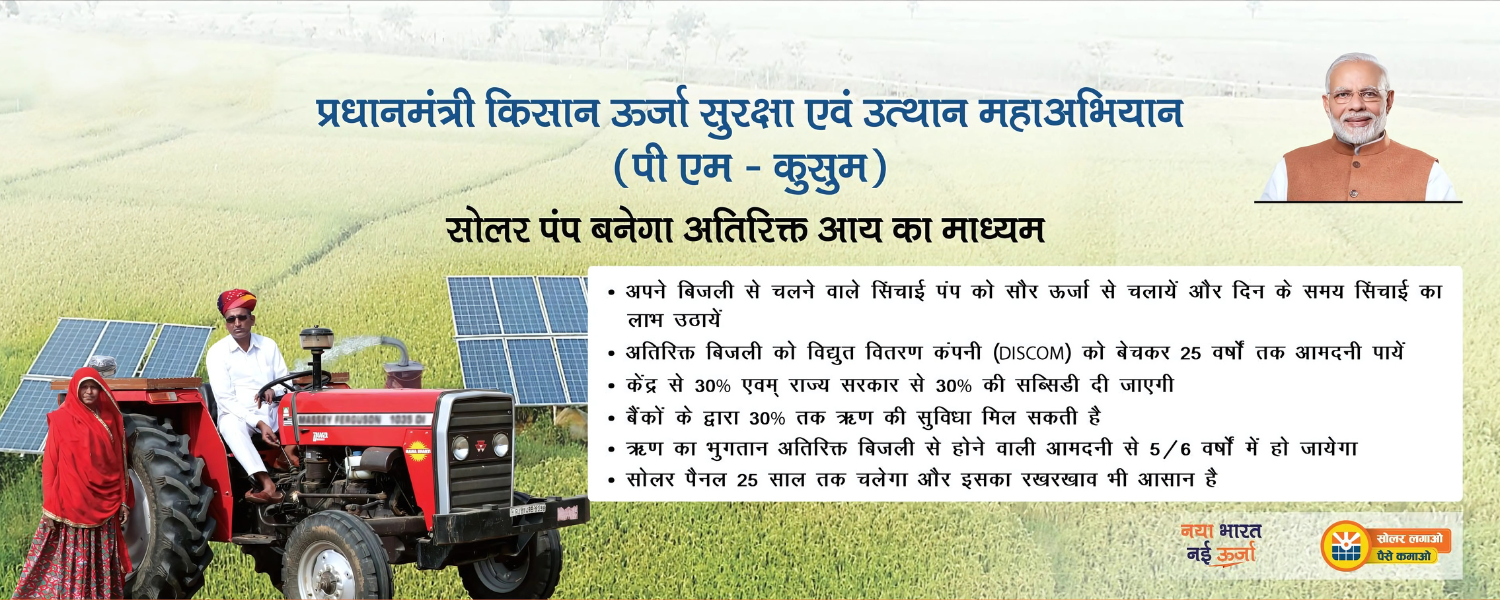 प्रधानमंत्री किसान ऊर्जा सुरक्षा एवं उत्थान महाअभियान
(पी एम - कुसुम)
सोलर पंप बनेगा अतिरिक्त आय का माध्यम
• अपने बिजली से चलने वाले सिंचाई पंप को सौर ऊर्जा से चलायें और दिन के समय सिंचाई का
लाभ उठायें
• अतिरिक्त बिजली को विद्युत वितरण कंपनी (DISCOM) को बेचकर 25 वर्षों तक आमदनी पायें
• केंद्र से 30% एवम् राज्य सरकार से 30% की सब्सिडी दी जाएगी
• बैंकों के द्वारा 30% तक ऋण की सुविधा मिल सकती है
• ऋण का भुगतान अतिरिक्त बिजली से होने वाली आमदनी से 5/6 वर्षों में हो जायेगा
• सोलर पैनल 25 साल तक चलेगा और इसका रखरखाव भी आसान है
नया भारत
नई ऊर्जा
सोलर लगाओ
पैसे कमाओ